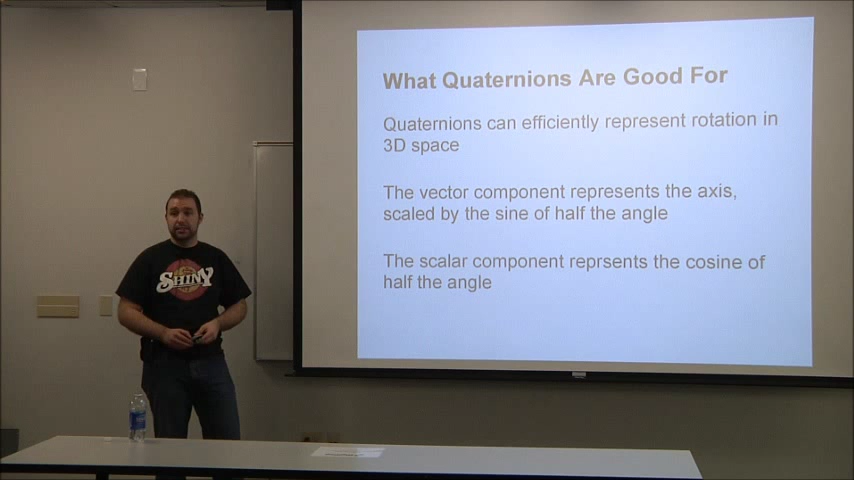 What Quaternions Are Good For
Quaternions can efficiently represent rotation in
3D space
The vector component represents the axis,
scaled by the sine of half the angle
The scalar component reprsents the cosine of
half the angle
SHINY